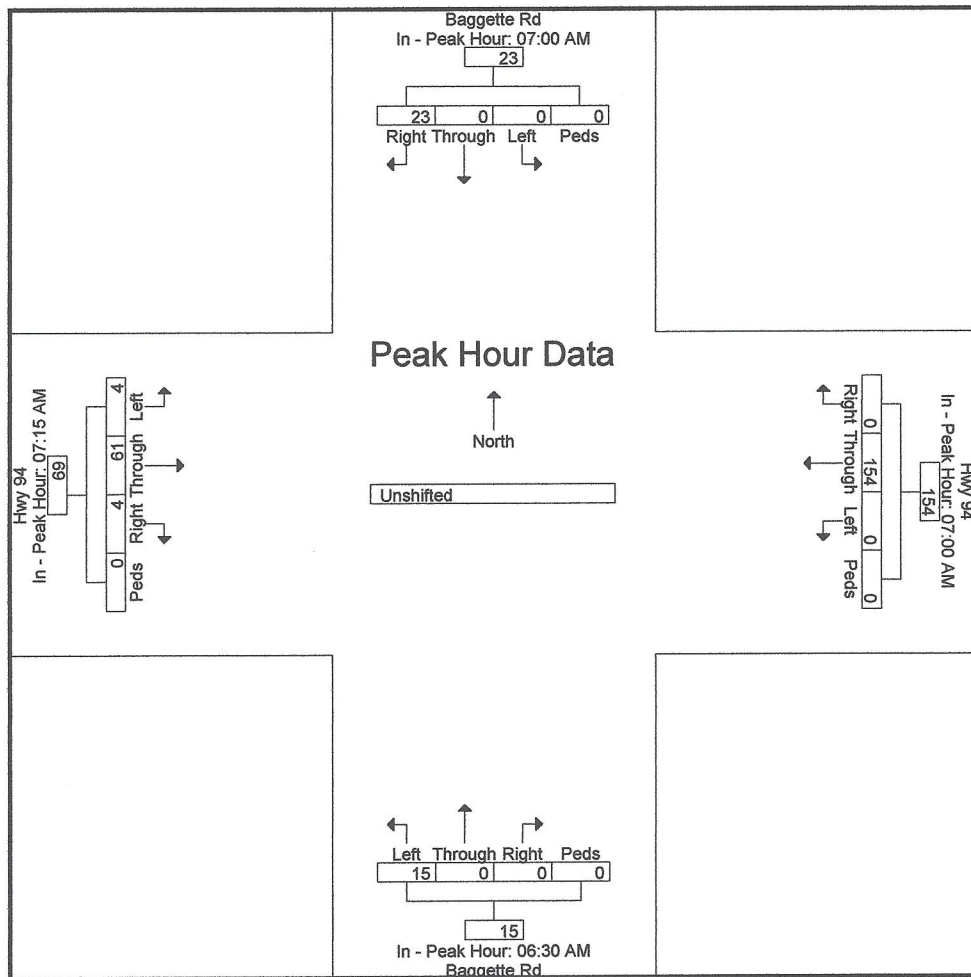 Baggette Rd
In - Peak Hour: 07:00 AM
23
23 0 0 0
Right Through Left Peds
Peak Hour Data
North
Unshifted
Hwy 94
In - Peak Hour: 07:15 AM
69
4 61 4 0
Left Through Right Peds
Hwy 94
In - Peak Hour: 07:00 AM
154
0 154 0 0
Right Through Left Peds
Left Through Right Peds
15 0 0 0
15
In - Peak Hour: 06:30 AM
Baggette Rd